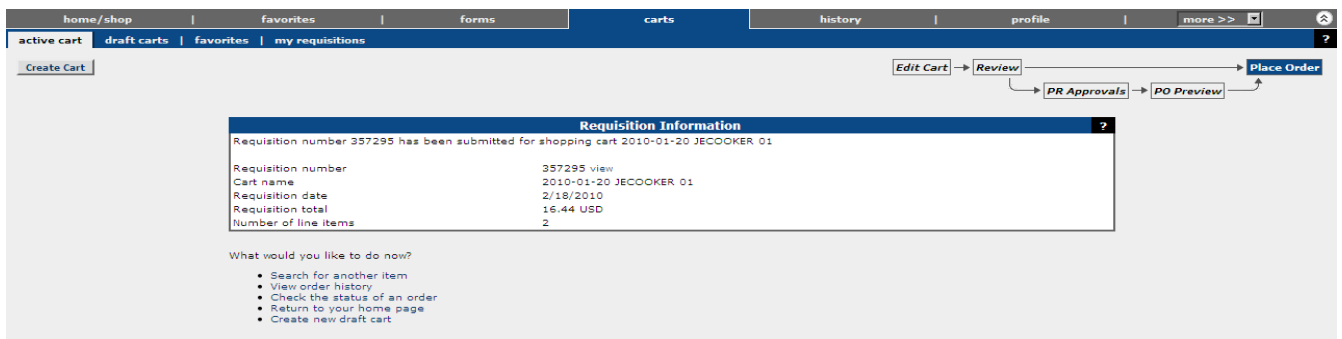 home/shop | favorites | forms carts history | profile | more >>
active cart draft carts | favorites | my requisitions ?
Create Cart Edit Cart Review Place Order
PR Approvals PO Preview
Requisition Information ?
Requisition number 357295 has been submitted for shopping cart 2010-01-20 JECOOKER 01
Requisition number 357295 view
Cart name 2010-01-20 JECOOKER 01
Requisition date 2/18/2010
Requisition total 16.44 USD
Number of line items 2
What would you like to do now?
• Search for another item
• View order history
• Check the status of an order
• Return to your home page
• Create new draft cart